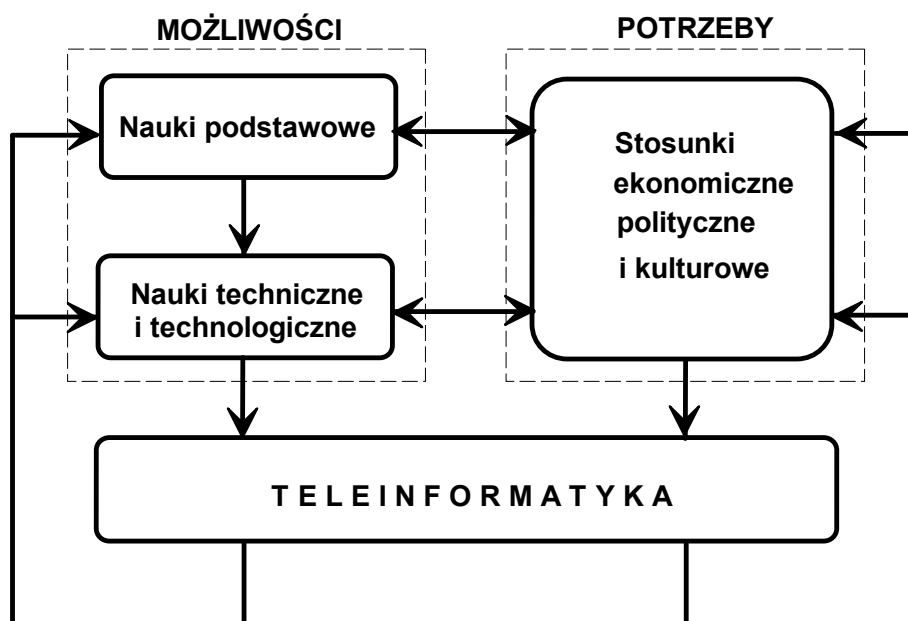 MOŻLIWOŚCI
Nauki podstawowe
Nauki techniczne
i technologiczne
POTRZEBY
Stosunki
ekonomiczne
polityczne
i kulturowe
T E L E I N F O R M A T Y K A